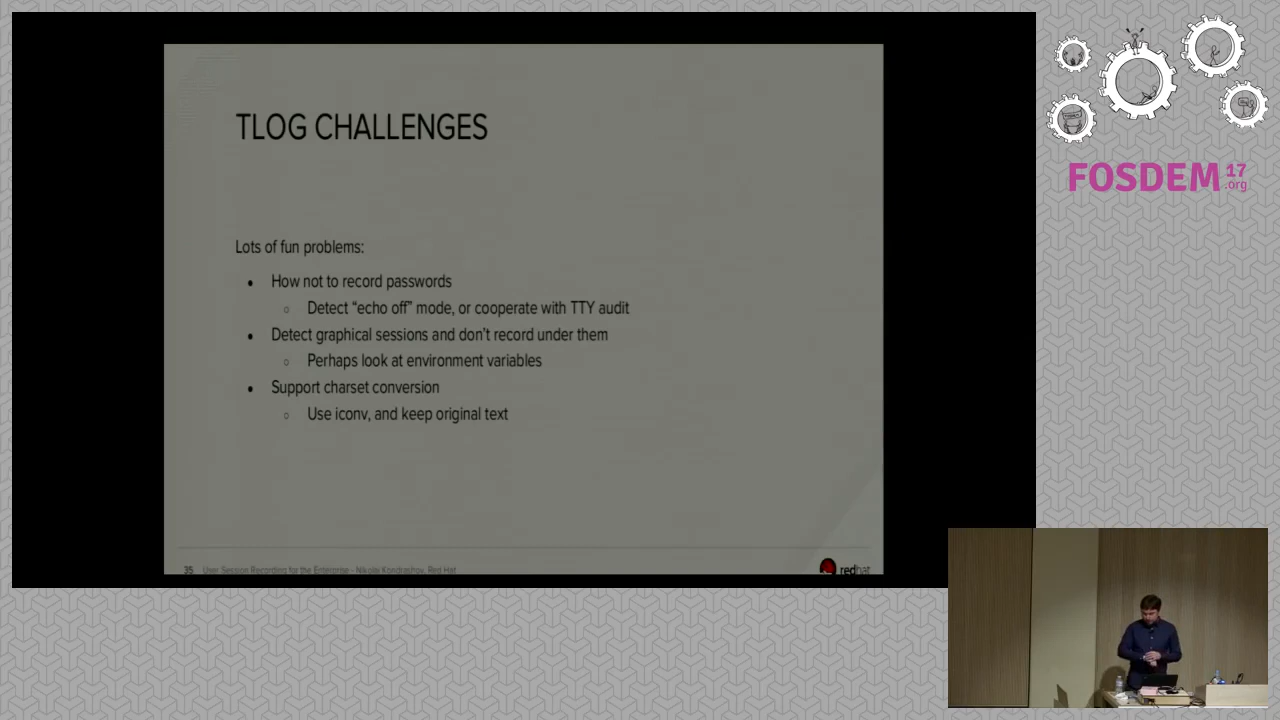 TLOG CHALLENGES
Lots of fun problems:
How not to record passwords
Detect “echo off” mode, or cooperate with TTY audit
Detect graphical sessions and don’t record under them
Perhaps look at environment variables
Support charset conversion
Use iconv, and keep original text
35 User Session Recording for the Enterprise - Nikolai Kondrashov, Red Hat
redhat
FOSDEM 17
.org